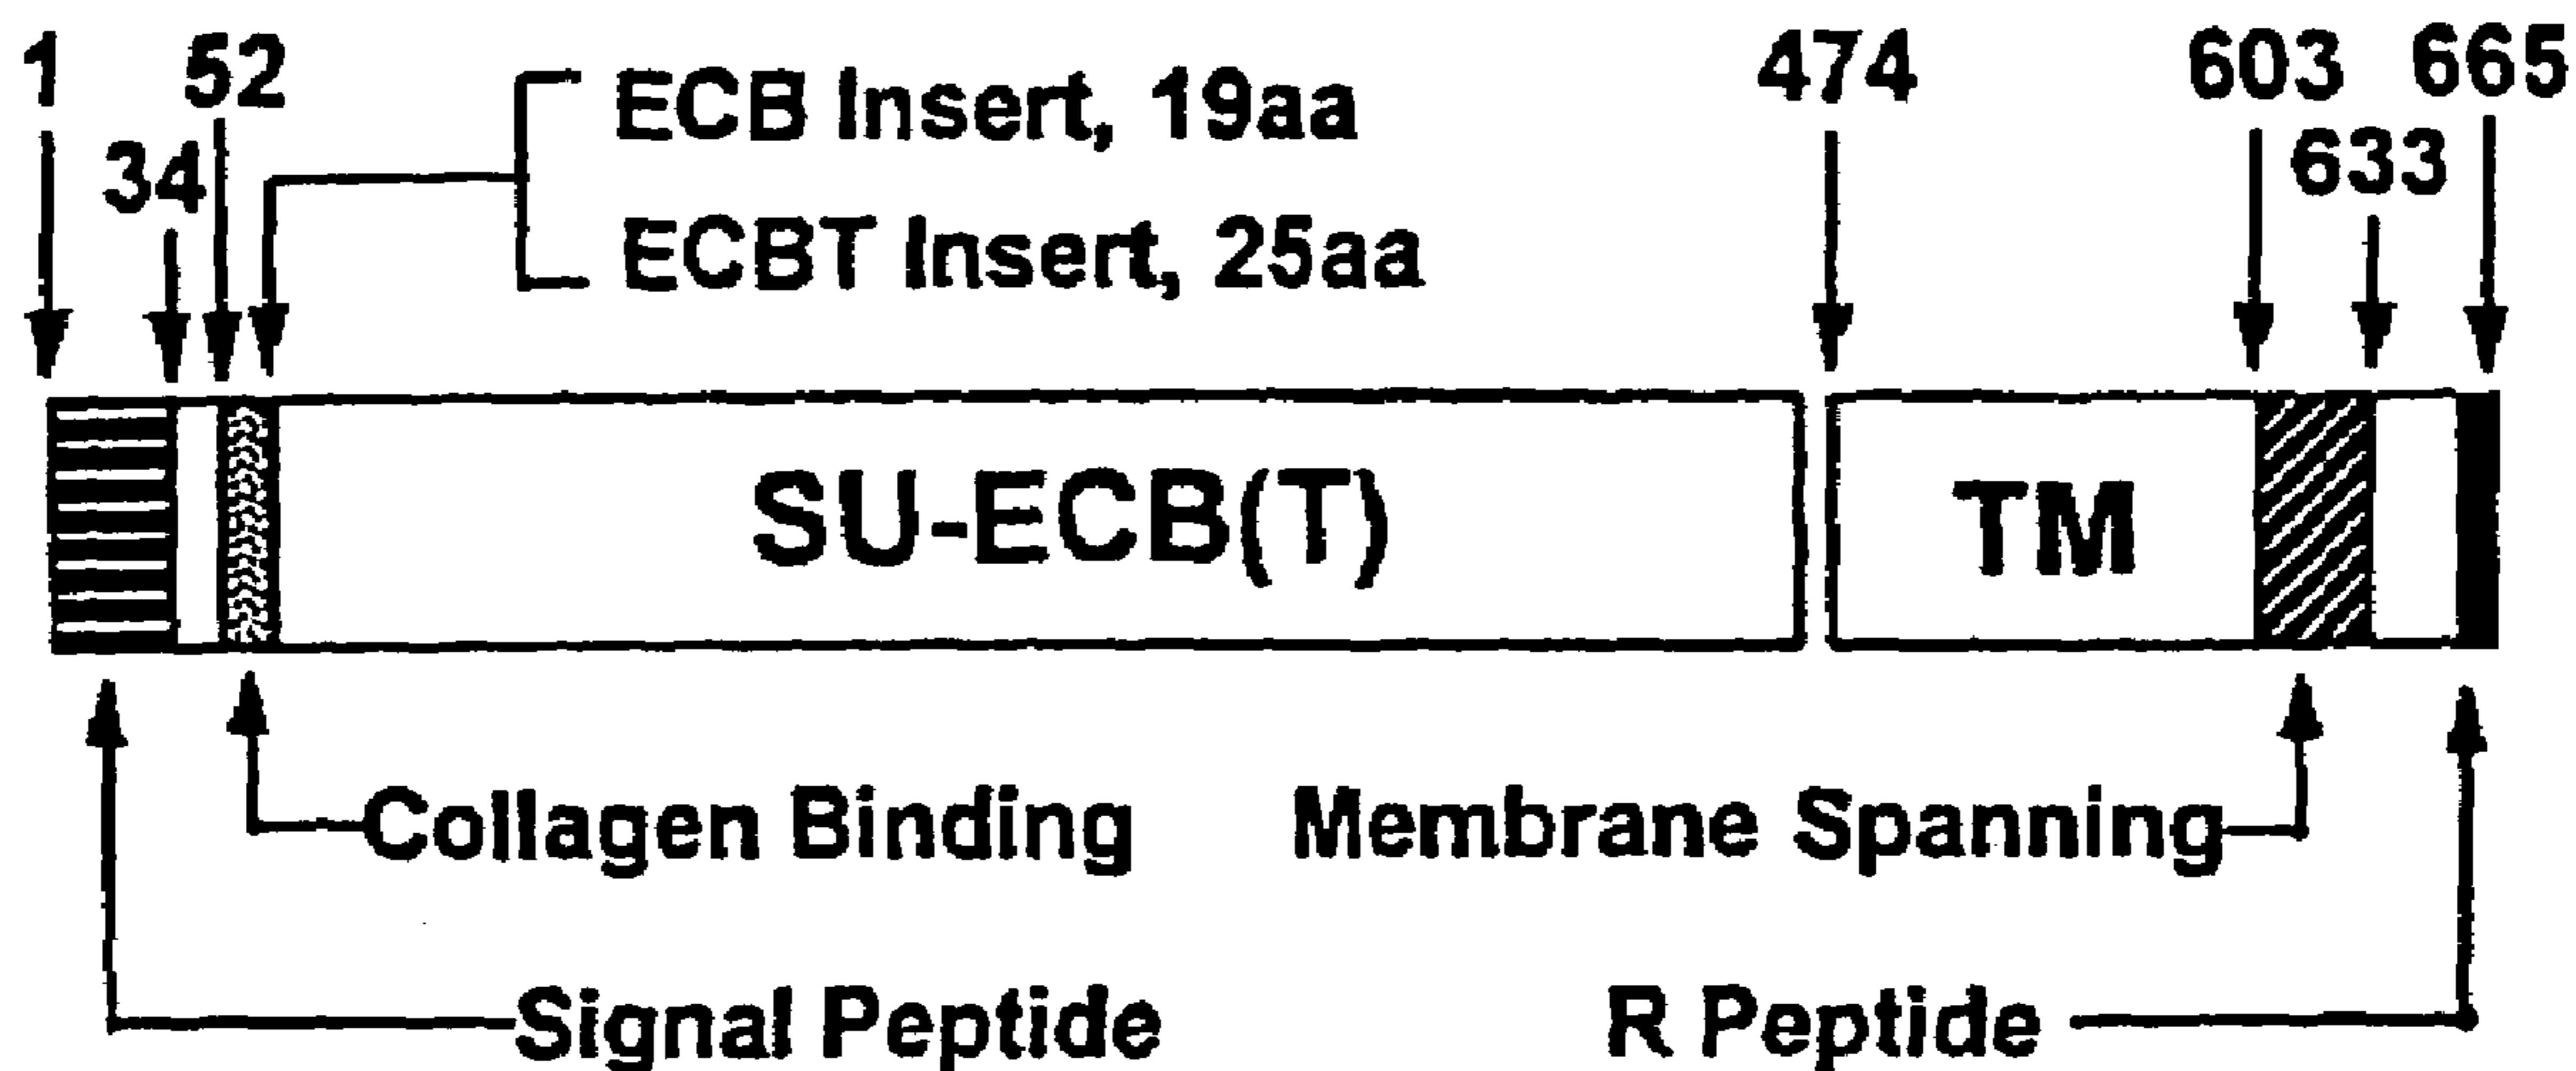 1
52
474
603
665
ECB Insert, 19aa
34
633
ECBT Insert, 25aa
SU-ECB(T)
TM
Collagen Binding
Membrane Spanning
Signal Peptide
R Peptide